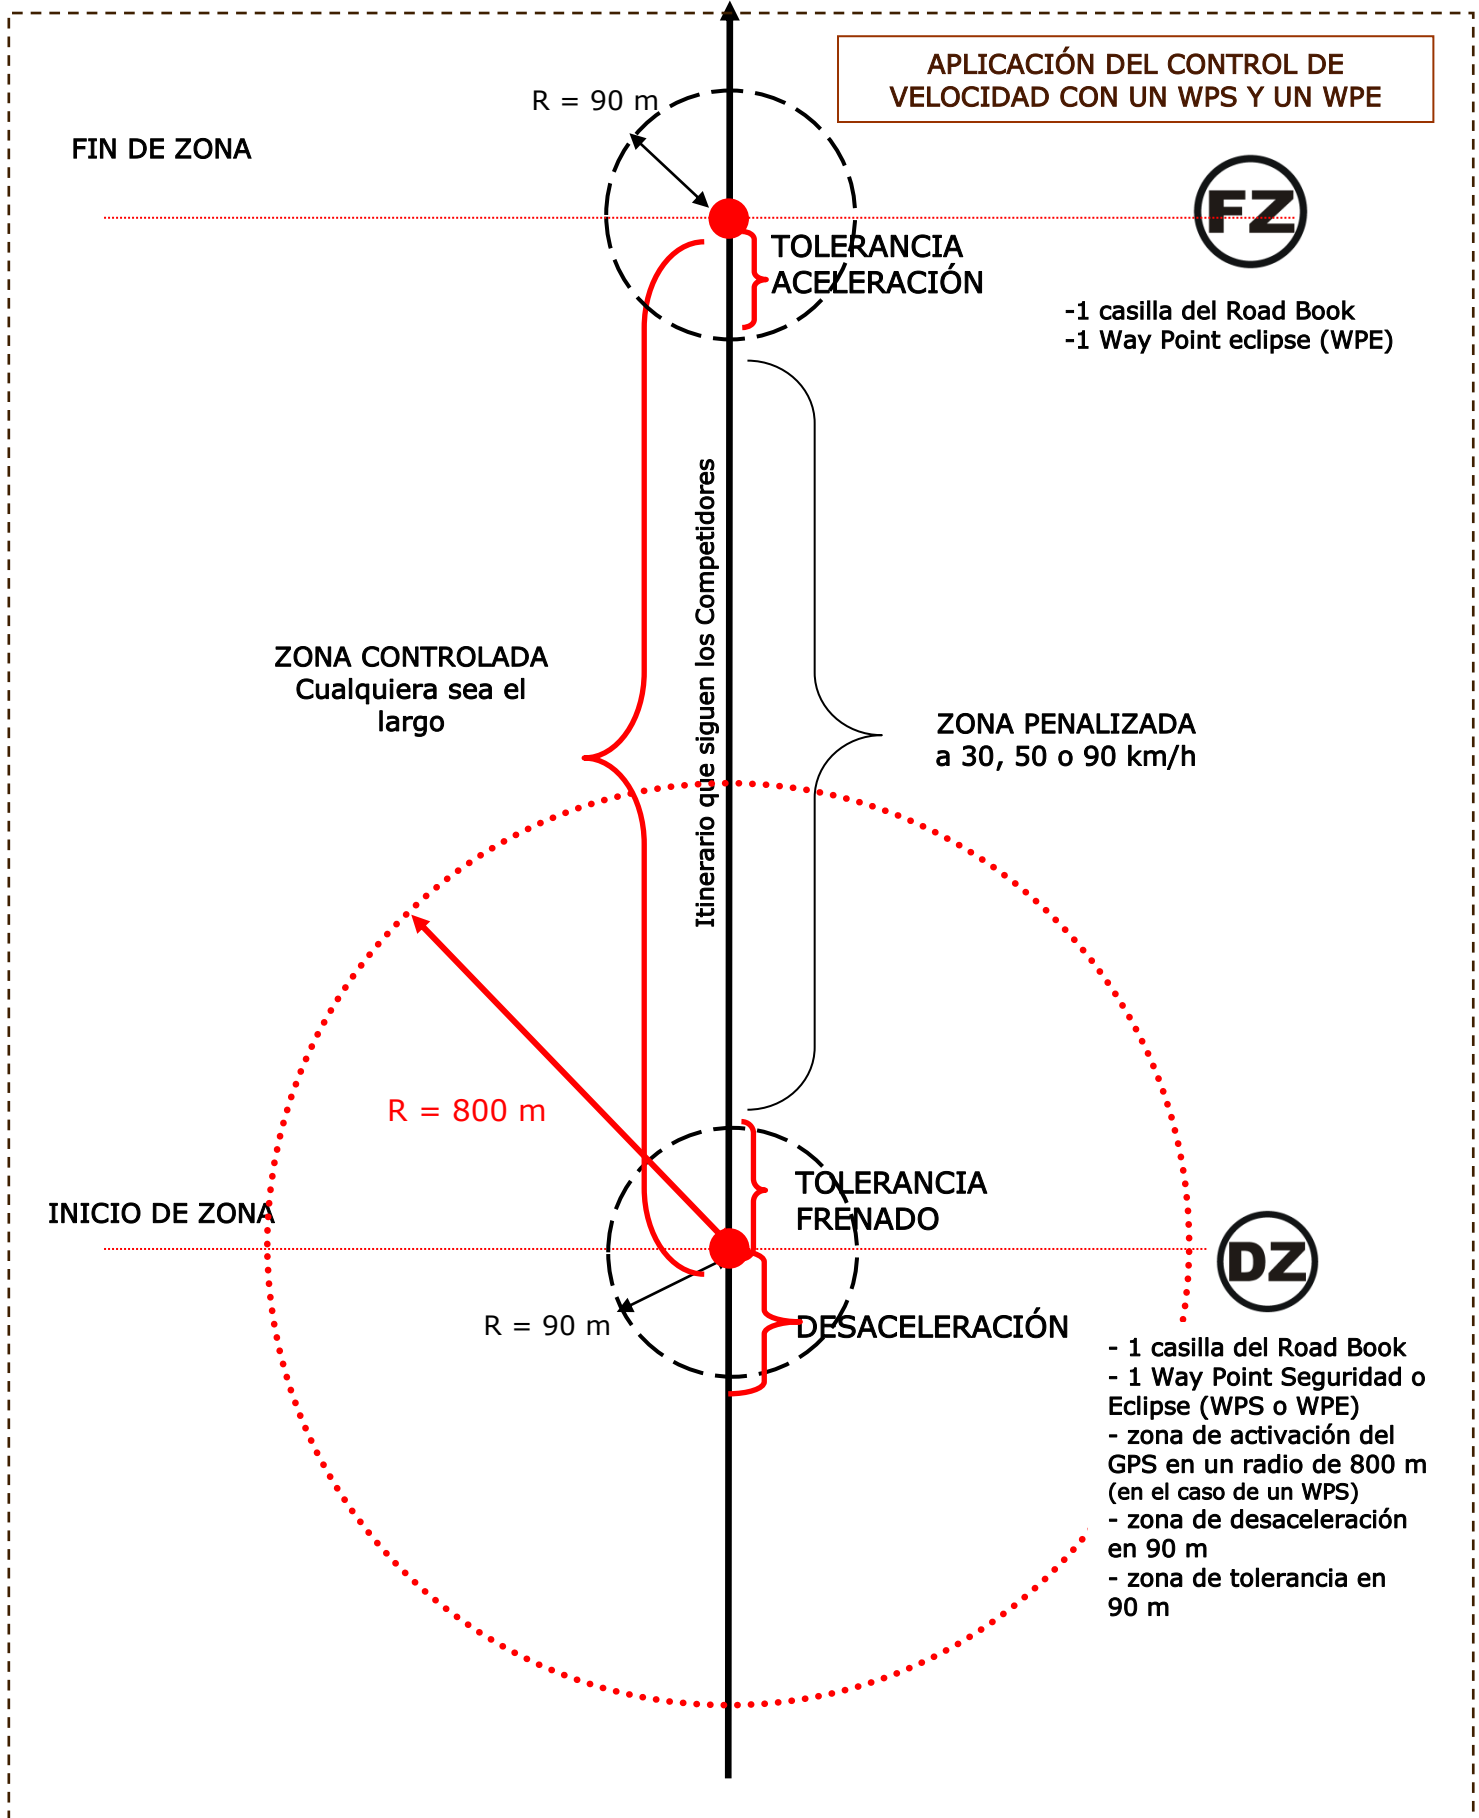 APLICACIÓN DEL CONTROL DE
VELOCIDAD CON UN WPS Y UN WPE
R = 90 m
FIN DE ZONA
FZ
TOLERANCIA
ACELERACIÓN
-1 casilla del Road Book
-1 Way Point eclipse (WPE)
Itinerario que siguen los Competidores
ZONA CONTROLADA
Cualquiera sea el
largo
ZONA PENALIZADA
a 30, 50 o 90 km/h
R = 800 m
TOLERANCIA
FRENADO
INICIO DE ZONA
DZ
R = 90 m
DESACELERACIÓN
- 1 casilla del Road Book
- 1 Way Point Seguridad o
Eclipse (WPS o WPE)
- zona de activación del
GPS en un radio de 800 m
(en el caso de un WPS)
- zona de desaceleración
en 90 m
- zona de tolerancia en
90 m